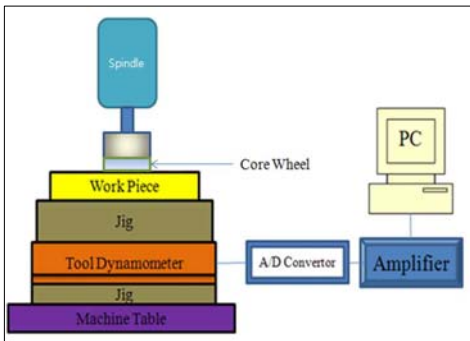 Spindle
PC
Core Wheel
Work Piece
Jig
Tool Dynamometer
A/D Convertor
Amplifier
Jig
Machine Table